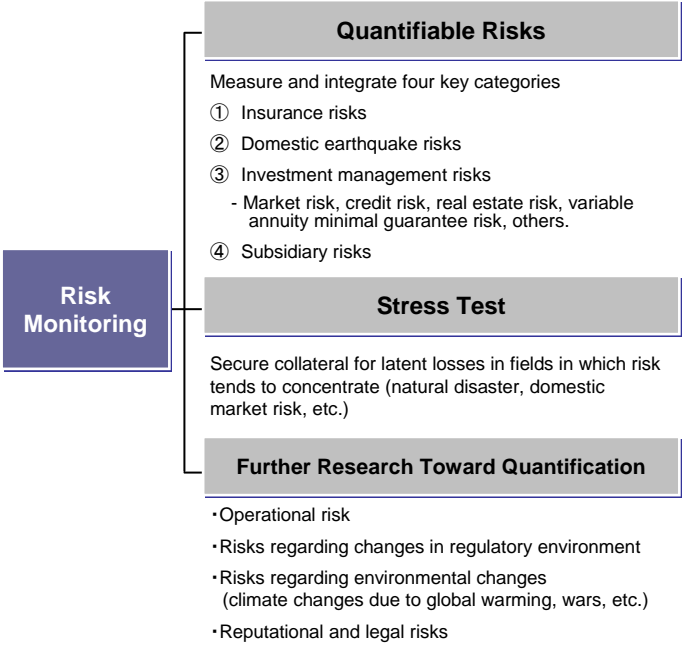 Risk
Monitoring
Quantifiable Risks
Measure and integrate four key categories
① Insurance risks
② Domestic earthquake risks
③ Investment management risks
- Market risk, credit risk, real estate risk, variable
annuity minimal guarantee risk, others.
④ Subsidiary risks
Stress Test
Secure collateral for latent losses in fields in which risk
tends to concentrate (natural disaster, domestic
market risk, etc.)
Further Research Toward Quantification
・Operational risk
・Risks regarding changes in regulatory environment
・Risks regarding environmental changes
(climate changes due to global warming, wars, etc.)
・Reputational and legal risks